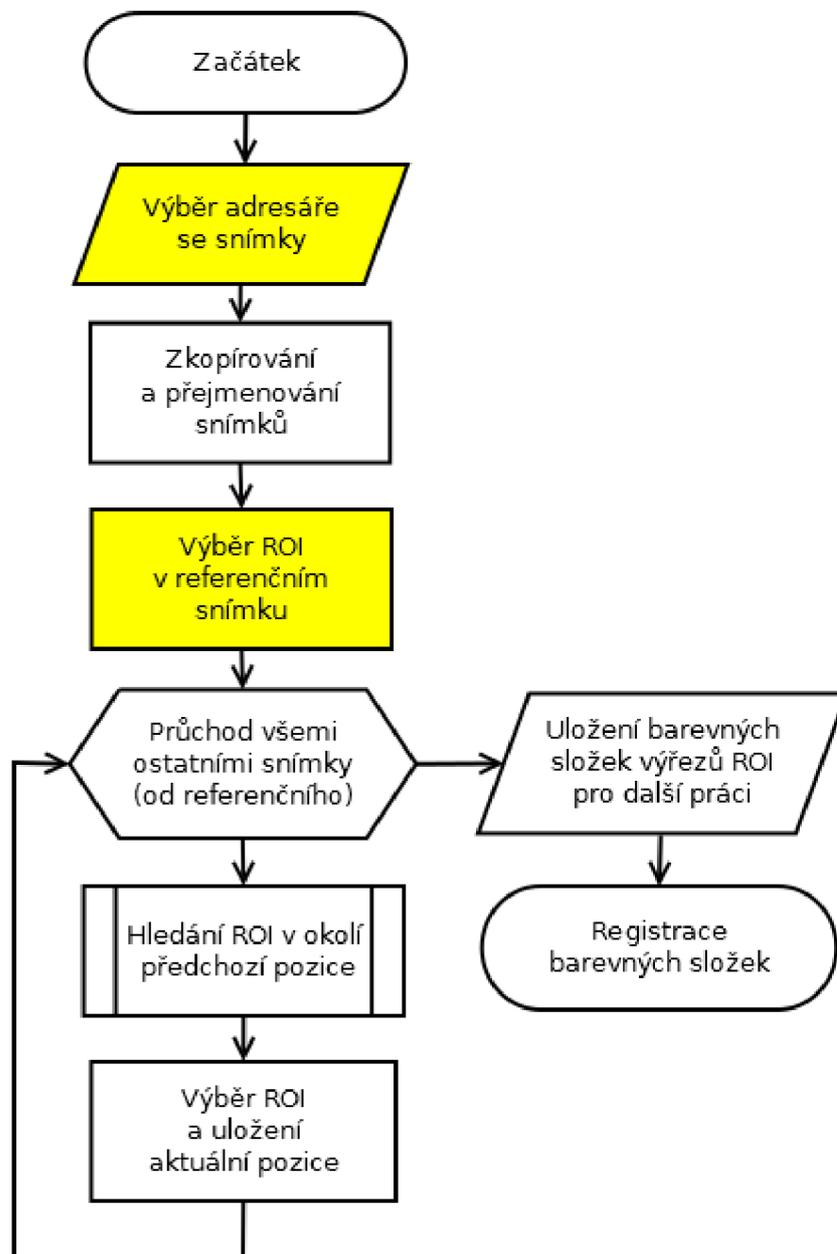 Začátek
Výběr adresáře
se snímky
Zkopírování
a přejmenování
snímků
Výběr ROI
v referenčním
snímku
Průchod všemi
ostatními snímky
(od referenčního)
Uložení barevných
složek výřezů ROI
pro další práci
Hledání ROI v okolí
předchozí pozice
Registrace
barevných složek
Výběr ROI
a uložení
aktuální pozice